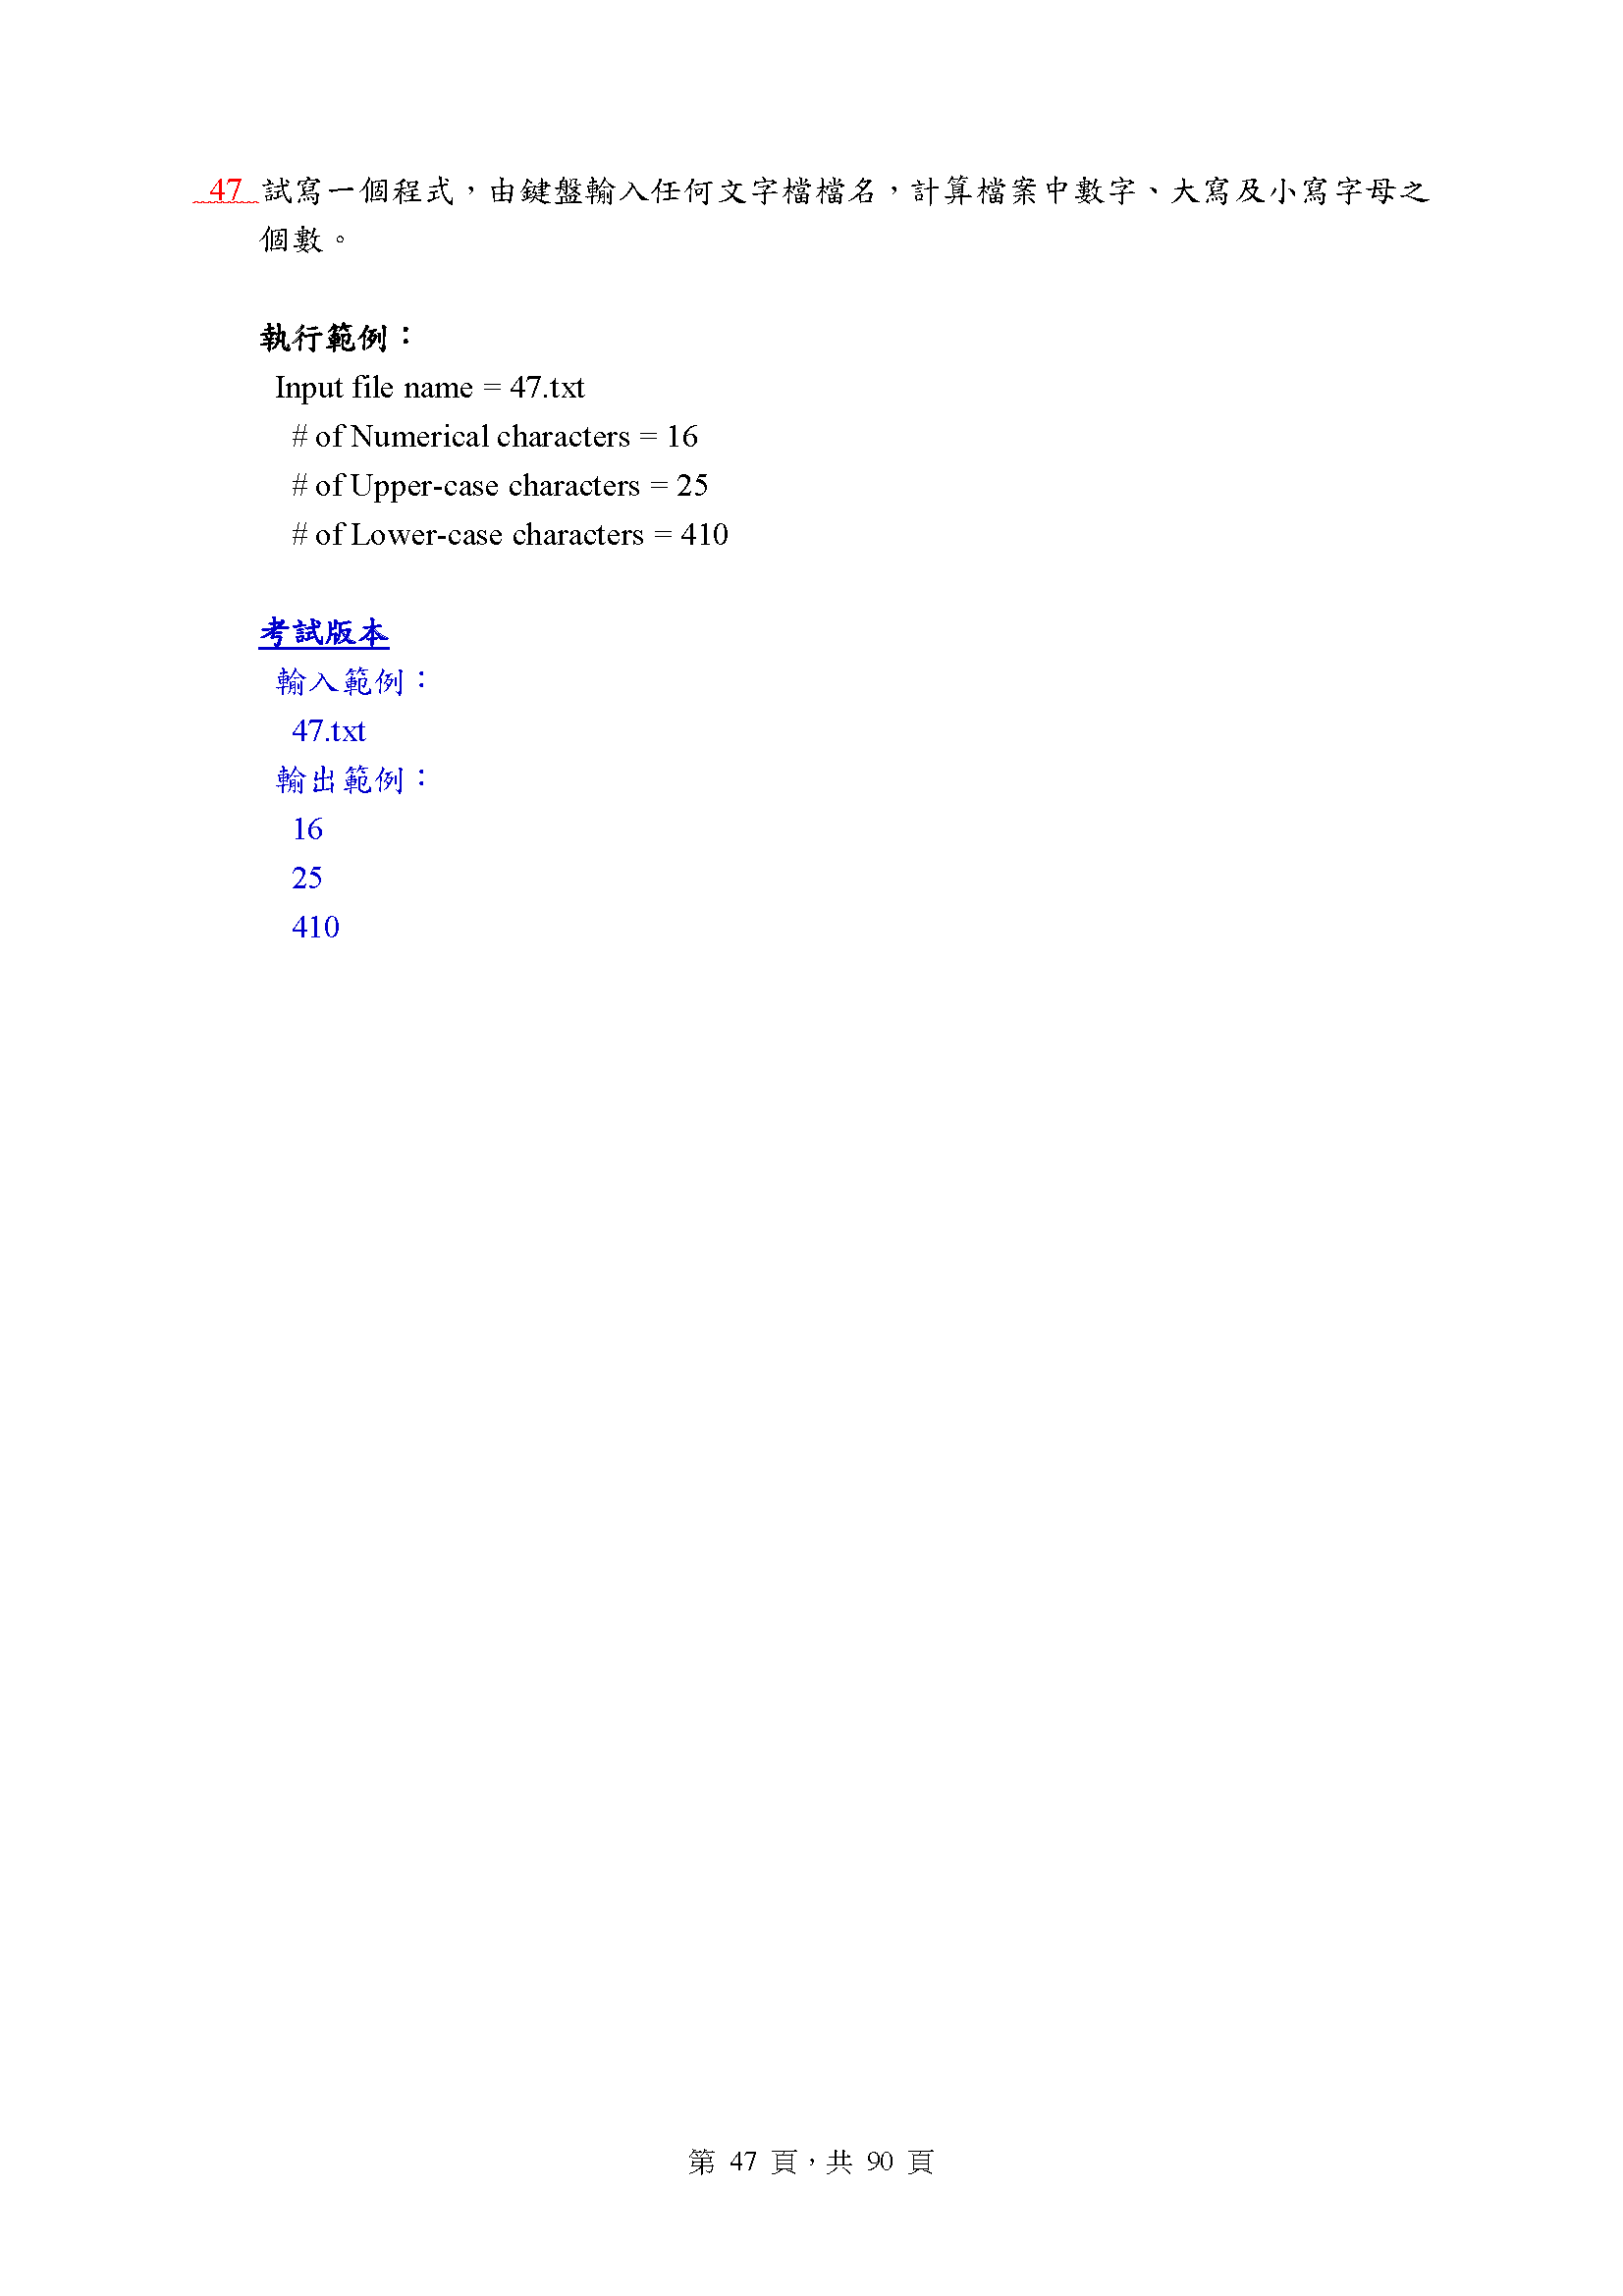 47 試寫一個程式，由鍵盤輸入任何文字檔檔名，計算檔案中數字、大寫及小寫字母之
個數。
執行範例：
Input file name = 47.txt
# of Numerical characters = 16
# of Upper-case characters = 25
# of Lower-case characters = 410
考試版本
輸入範例：
47.txt
輸出範例：
16
25
410
第 47 頁，共 90 頁